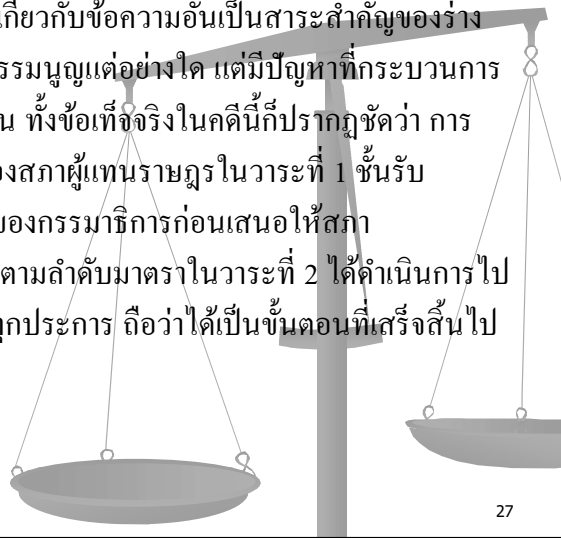 เกี่ยวกับข้อความอันเป็นสาระสำคัญของร่าง
รรมนูญแต่อย่างใด แต่มีปัญหาที่กระบวนการ
น ทั้งข้อเท็จจริงในคดีนี้ก็ปรากฏชัดว่า การ
องสภาผู้แทนราษฎรในวาระที่ 1 ชั้นรับ
ของกรรมาธิการก่อนเสนอให้สภา
ตามลำดับมาตราในวาระที่ 2 ได้ดำเนินการไป
ทุกประการ ถือว่าได้เป็นขั้นตอนที่เสร็จสิ้นไป
27